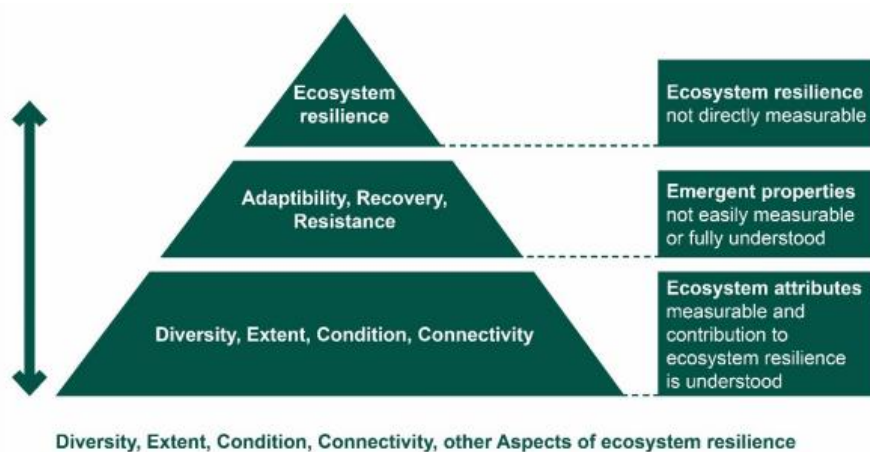 Ecosystem
resilience
Ecosystem resilience
not directly measurable
Adaptibility, Recovery,
Resistance
Emergent properties
not easily measurable
or fully understood
Diversity, Extent, Condition, Connectivity
Ecosystem attributes
measurable and
contribution to
ecosystem resilience
is understood
Diversity, Extent, Condition, Connectivity, other Aspects of ecosystem resilience